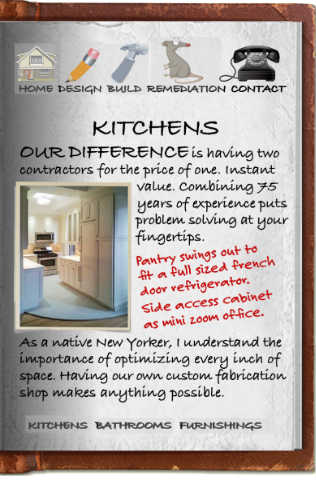 HOME DESIGN BUILD REMEDIATION CONTACT
KITCHENS
OUR DIFFERENCE is having two
contractors for the price of one. Instant
value. Combining 75
years of experience puts
problem solving at your
fingertips.
Pantry swings out to
fit a full sized french
door refrigerator.
Side access cabinet
as mini zoom office.
As a native New Yorker, I understand the
importance of optimizing every inch of
space. Having our own custom fabrication
shop makes anything possible.
KITCHENS BATHROOMS FURNISHINGS